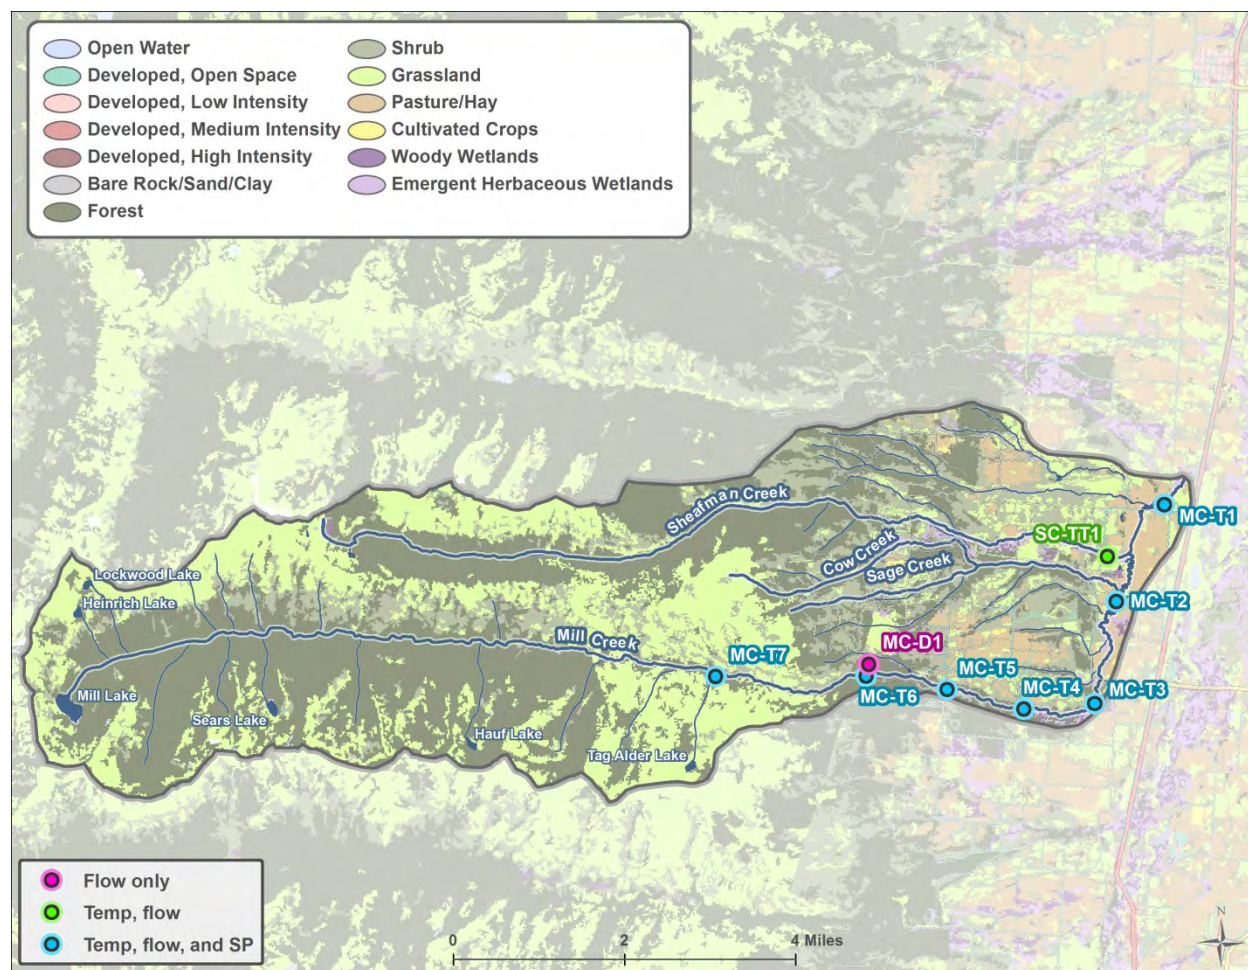 Open Water
Developed, Open Space
Developed, Low Intensity
Developed, Medium Intensity
Developed, High Intensity
Bare Rock/Sand/Clay
Forest
Shrub
Grassland
Pasture/Hay
Cultivated Crops
Woody Wetlands
Emergent Herbaceous Wetlands
Sheafman Creek
MC-T1
SC-TT1
Cow Creek
Sage Creek
Lockwood Lake
Heinrich Lake
MC-T2
Mill Creek
MC-D1
MC-T7
MC-T5
MC-T4
MC-T3
MC-T6
Mill Lake
Sears Lake
Hauf Lake
Tag Alder Lake
Flow only
Temp, flow
Temp, flow, and SP
0 2 4 Miles
N